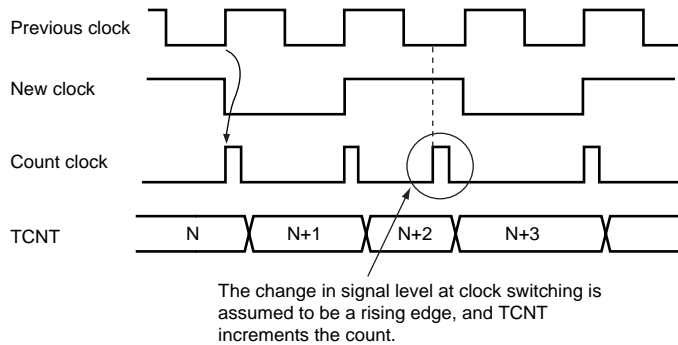 Previous clock
New clock
Count clock
TCNT N N+1 N+2 N+3
The change in signal level at clock switching is
assumed to be a rising edge, and TCNT
increments the count.